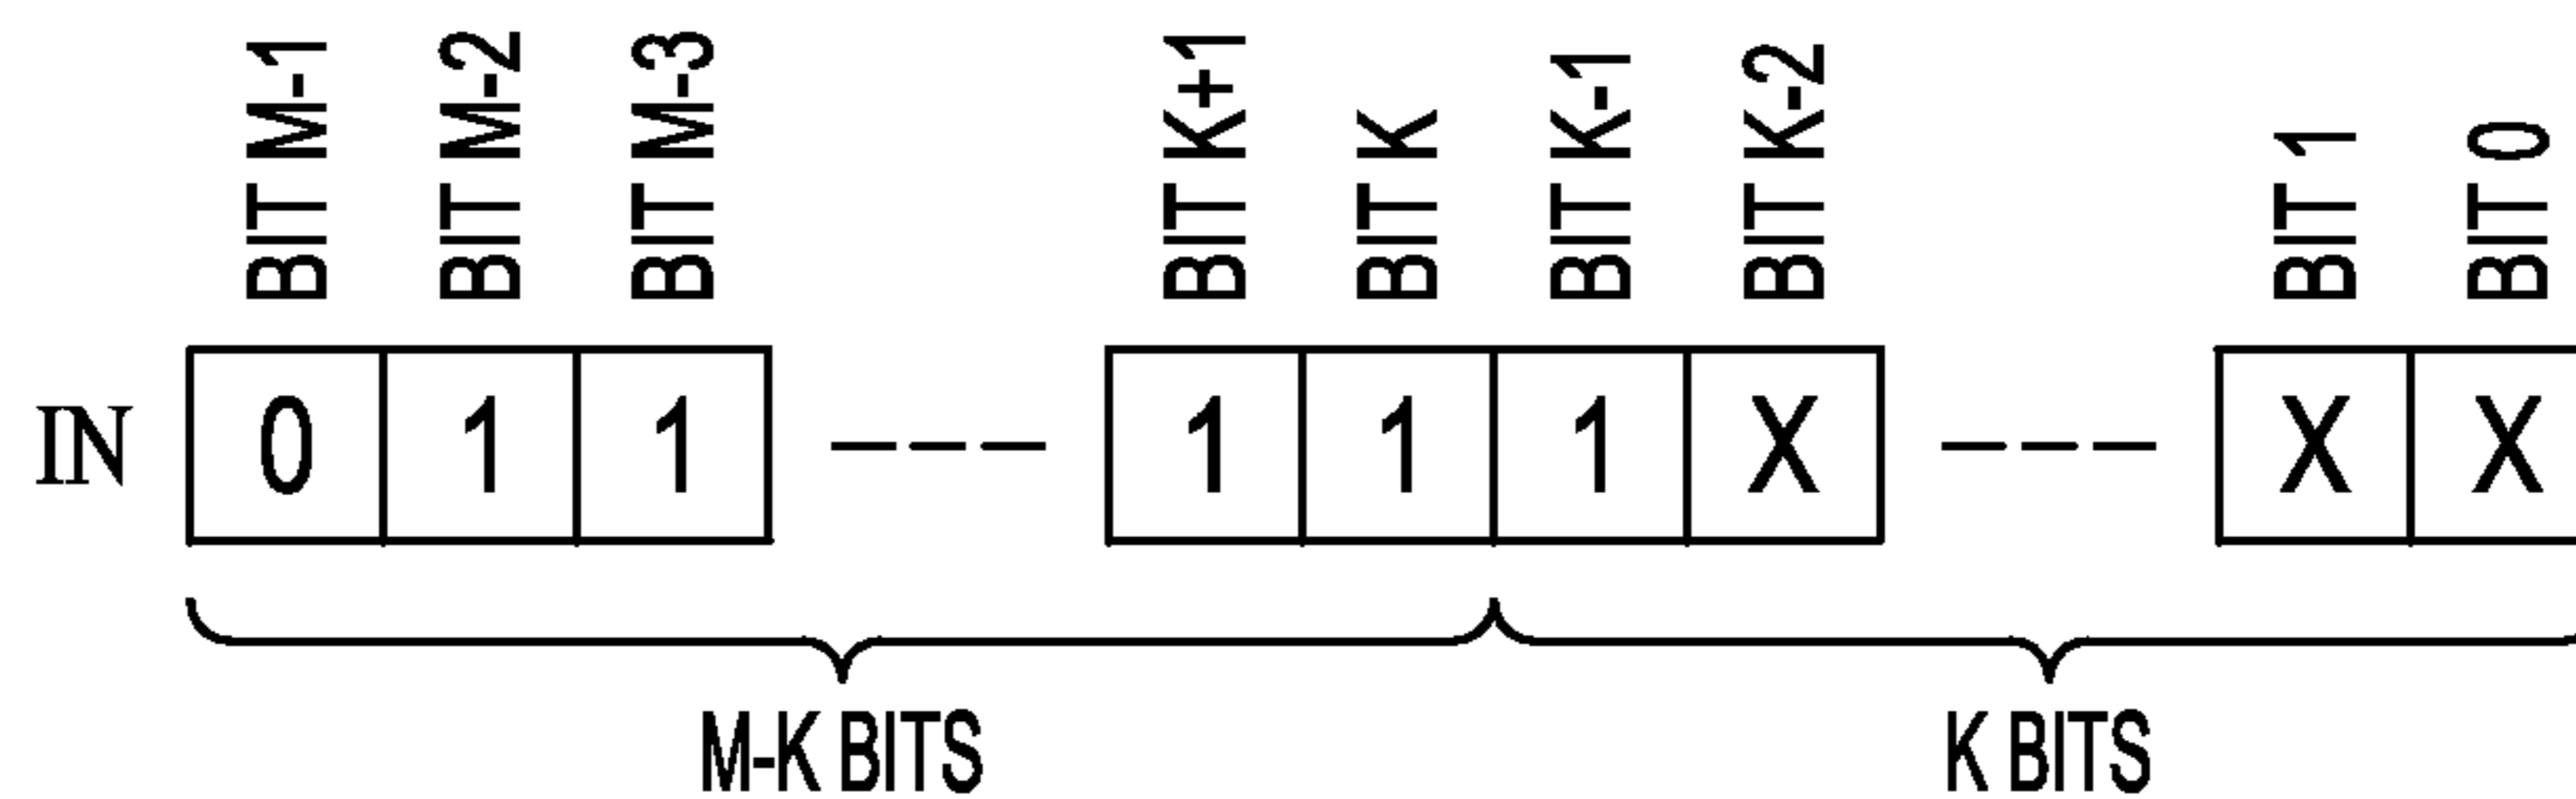 BIT M-1 BIT M-2 BIT M-3 BIT K+1 BIT K BIT K-1 BIT K-2 BIT 1 BIT 0
IN 0 1 1 --- 1 1 1 X --- X X
M-K BITS K BITS